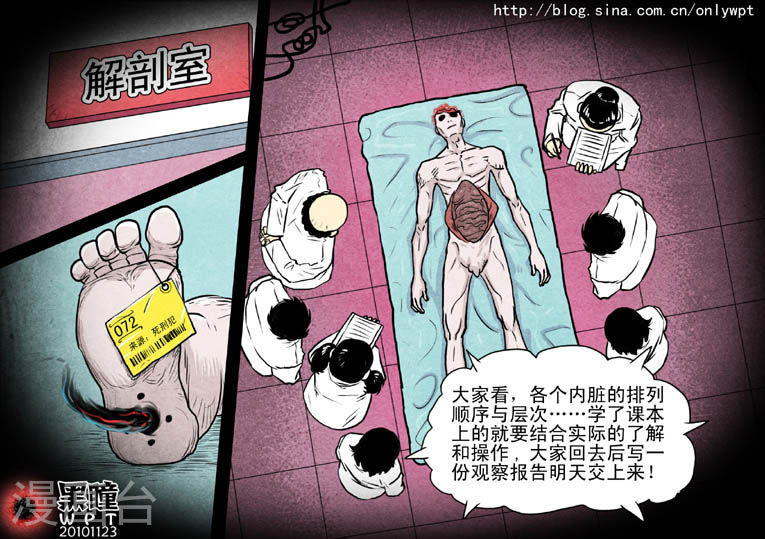 http://blog.sina.com.cn/onlywpt
解剖室
072
来源：死刑犯
大家看，各个内脏的排列
顺序与层次……学了课本
上的就要结合实际的了解
和操作，大家回去后写一
份观察报告明天交上来！
黑瞳
漫画台
WPT
20101123